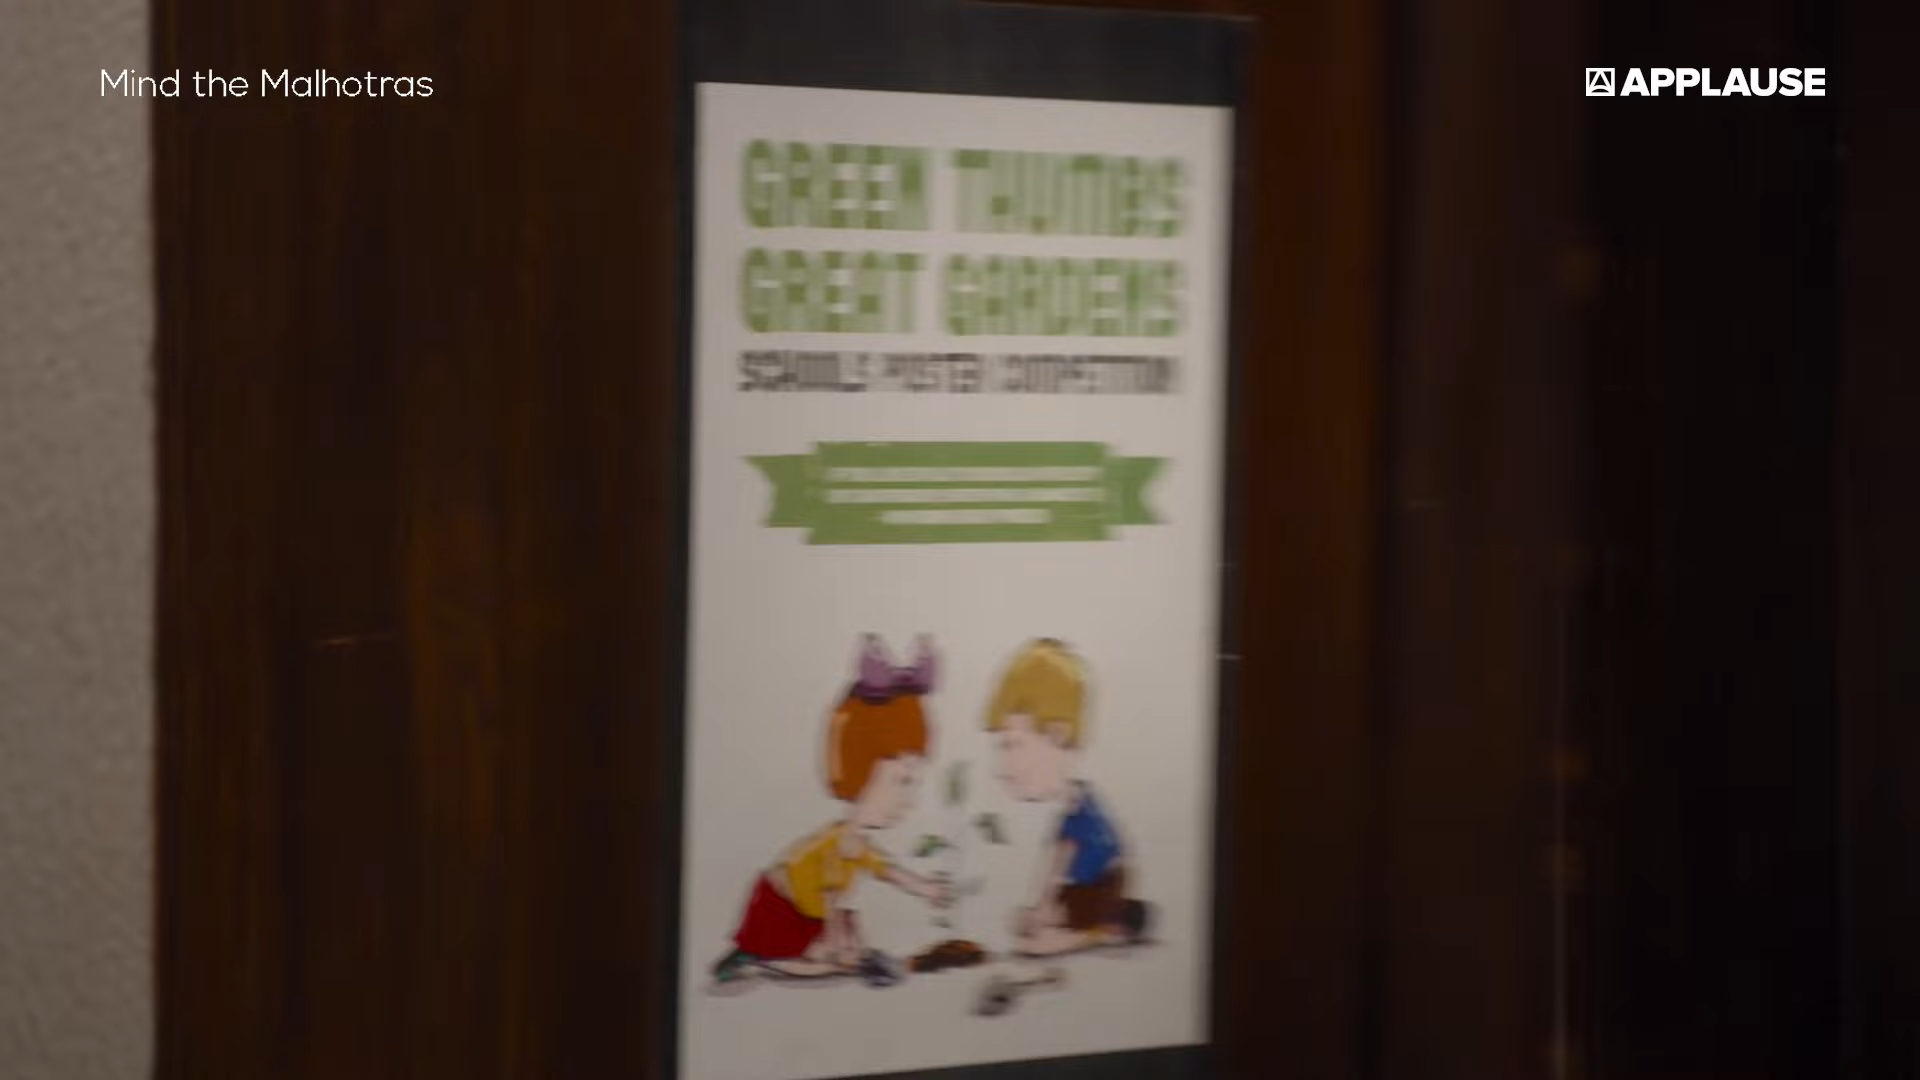 Mind the Malhotras
APPLAUSE
GREEN THUMBS
GREAT GARDENS
SCHOOLS POSTER COMPETITION